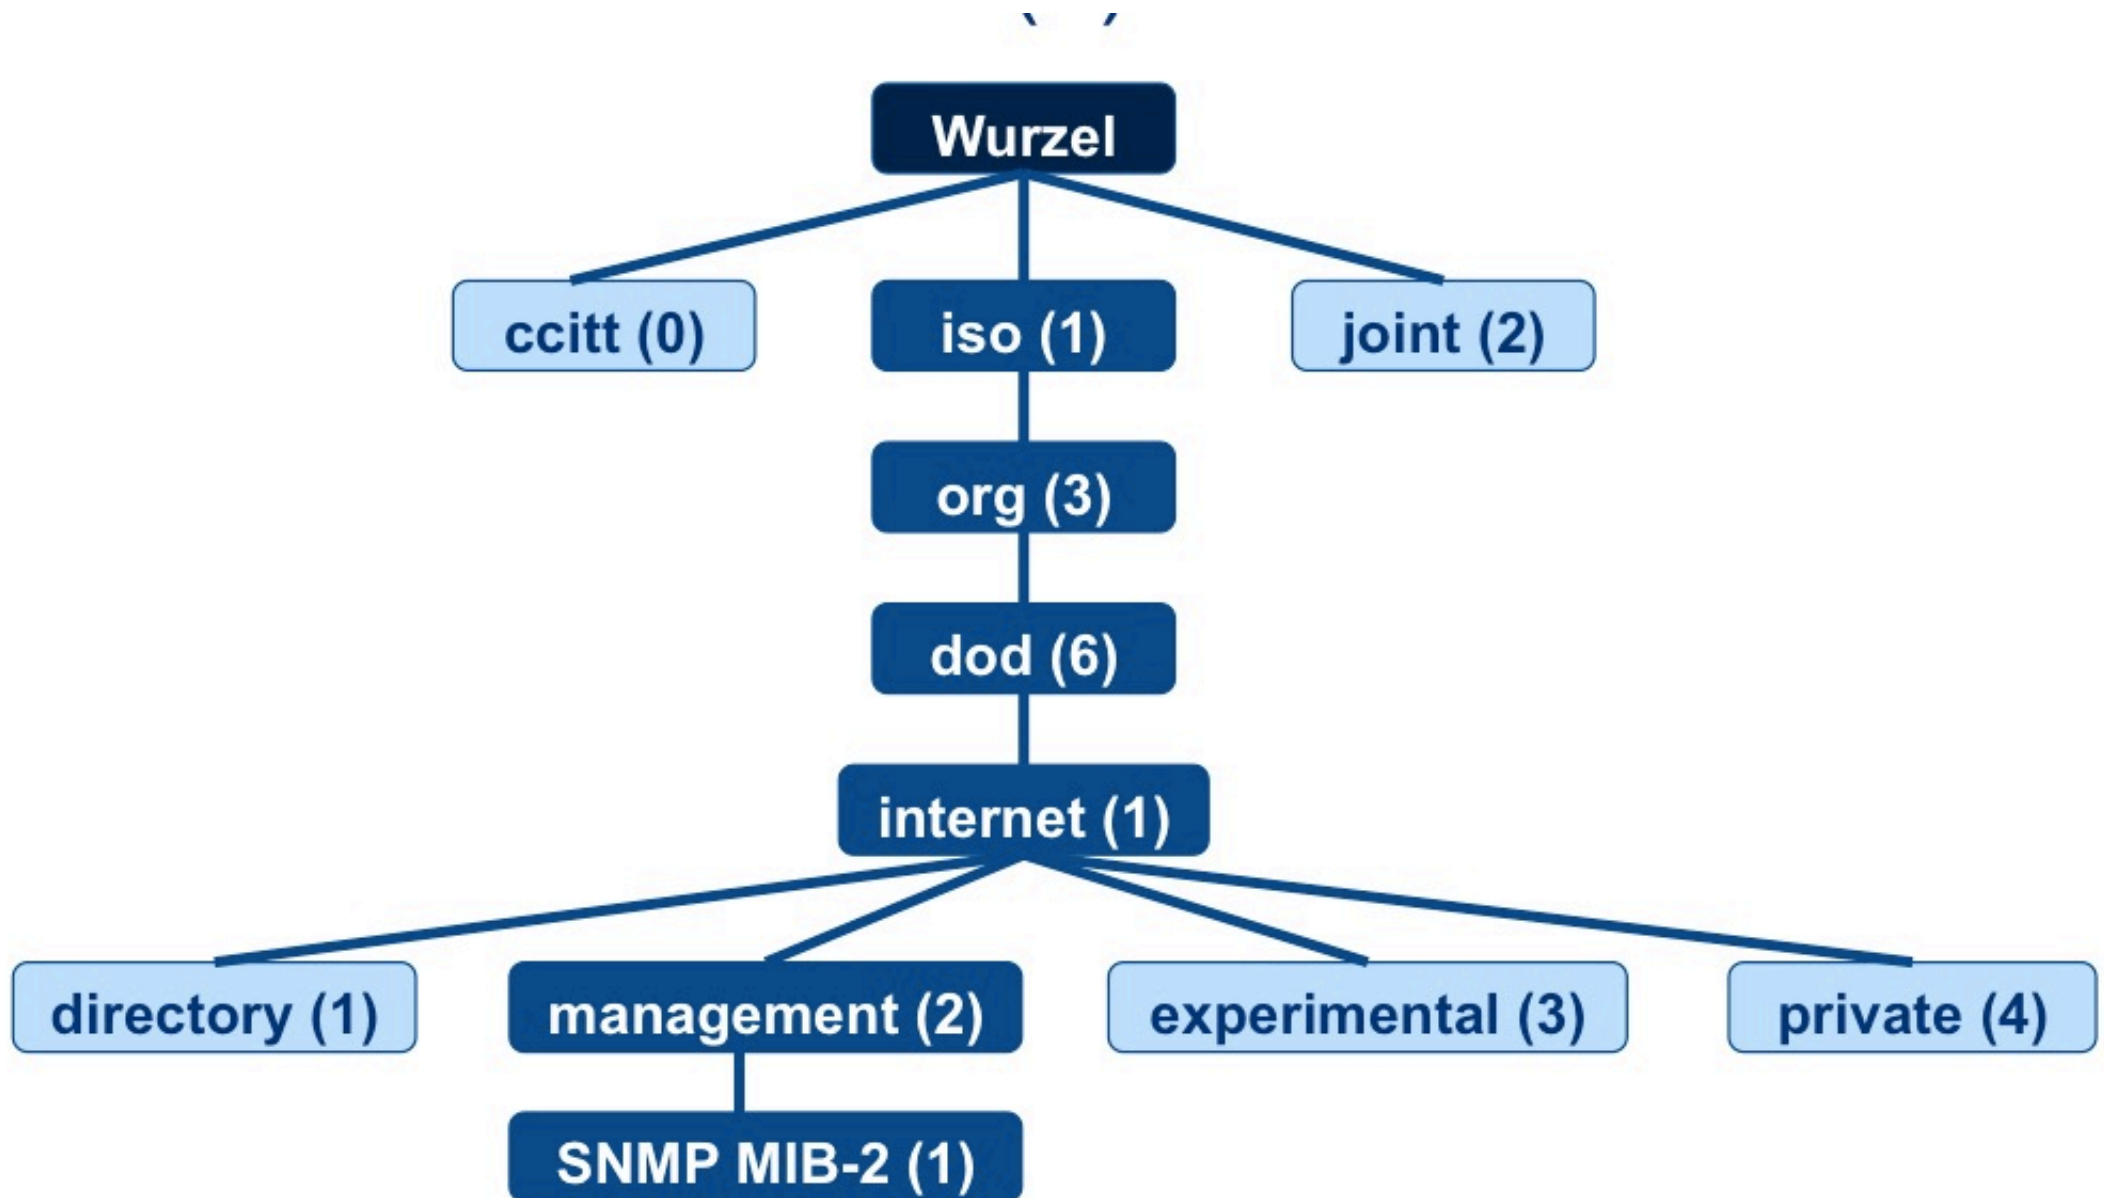 Wurzel
ccitt (0)
iso (1)
joint (2)
org (3)
dod (6)
internet (1)
directory (1)
management (2)
experimental (3)
private (4)
SNMP MIB-2 (1)